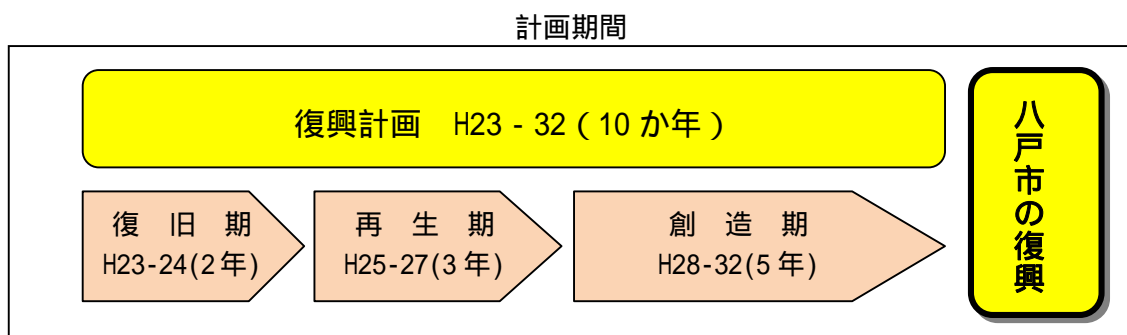 計画期間
復興計画　H23‐32（10か年）
復　旧　期
H23-24(2年)
再　生　期
H25-27(3年)
創　造　期
H28-32(5年)
八戸市の復興